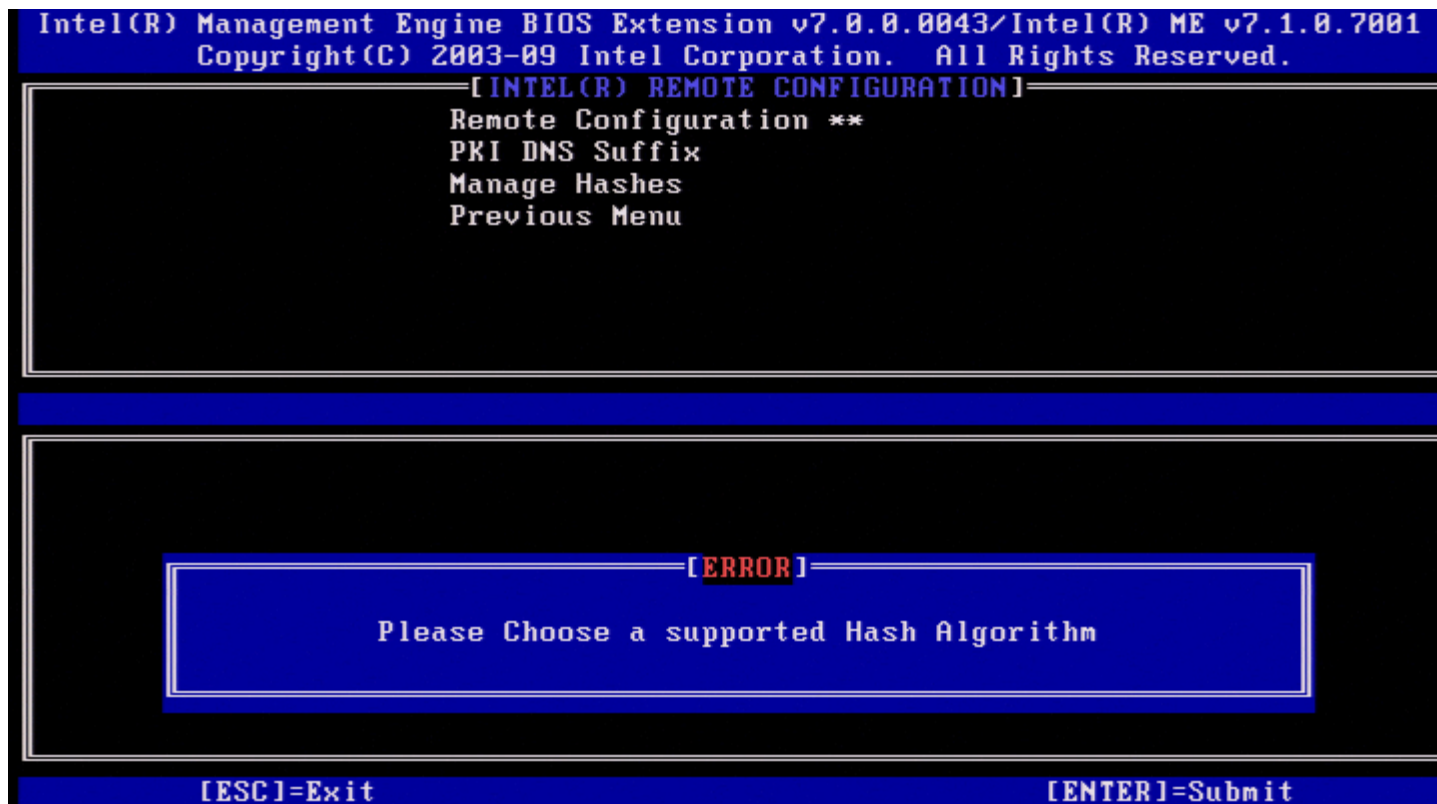 Intel(R) Management Engine BIOS Extension v7.0.0.0043/Intel(R) ME v7.1.0.7001
Copyright(C) 2003-09 Intel Corporation. All Rights Reserved.
[INTEL(R) REMOTE CONFIGURATION]
Remote Configuration **
PKI DNS Suffix
Manage Hashes
Previous Menu
[ERROR]
Please Choose a supported Hash Algorithm
[ESC]=Exit [ENTER]=Submit